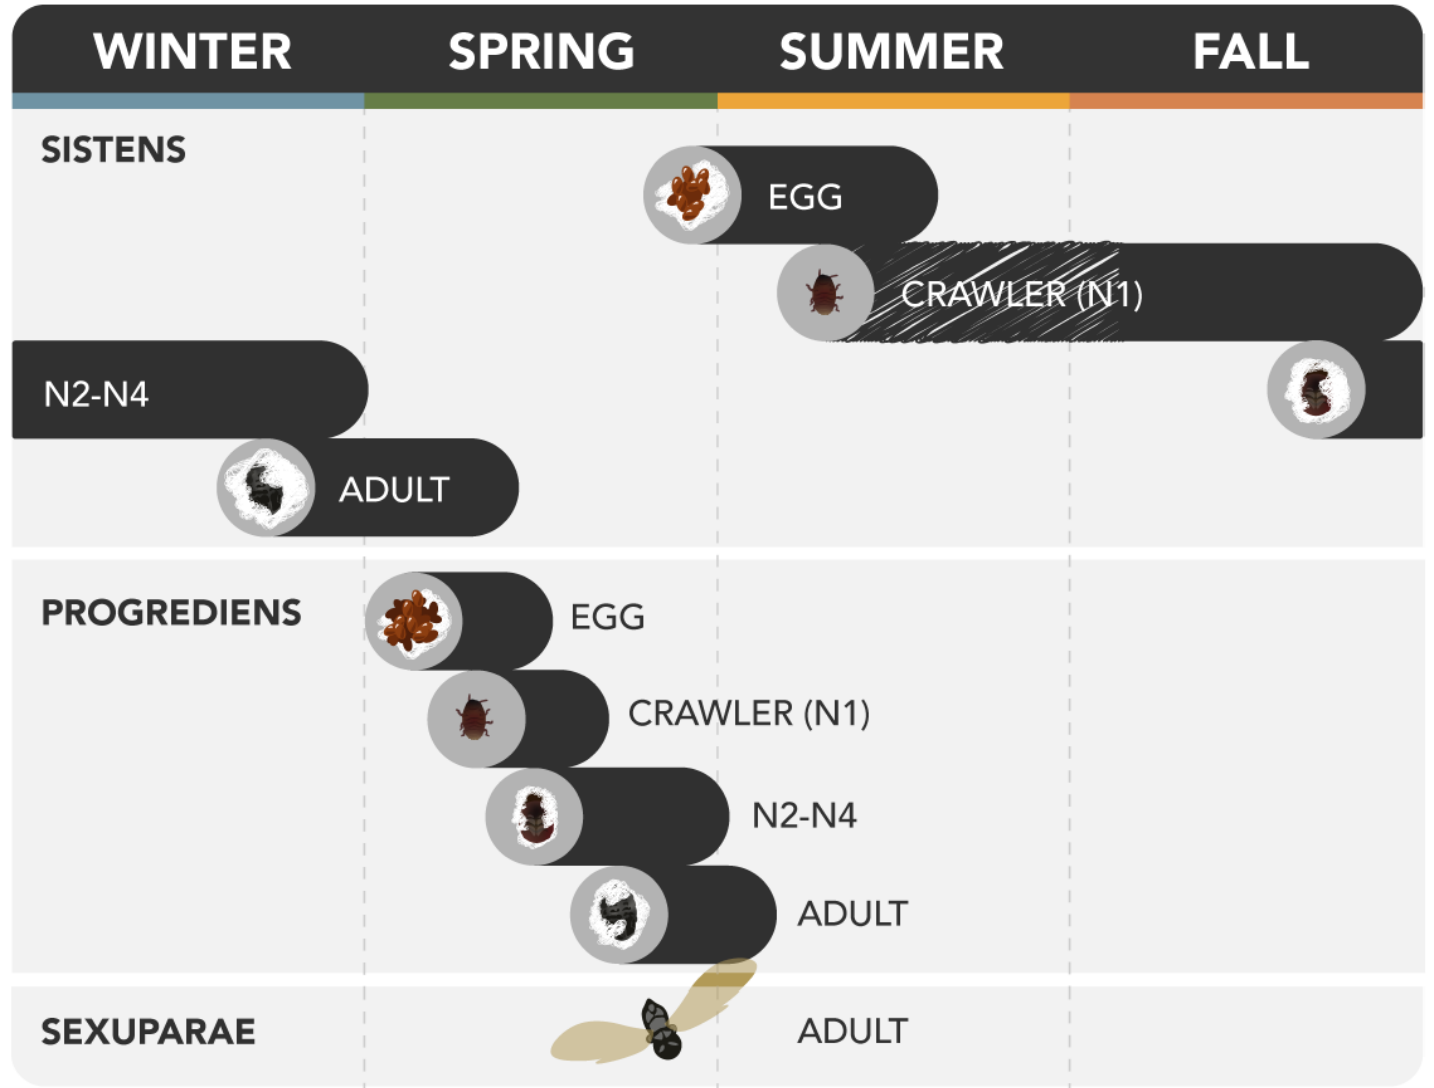 WINTER SPRING SUMMER FALL
SISTENS
EGG
CRAWLER (N1)
N2-N4
ADULT
PROGREDIENS
EGG
CRAWLER (N1)
N2-N4
ADULT
SEXUPARAE
ADULT